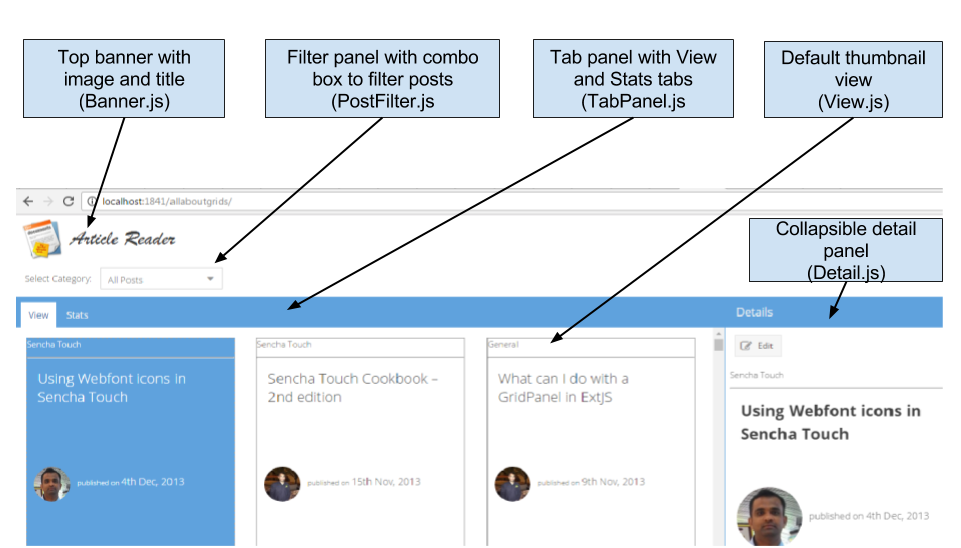 Top banner with
image and title
(Banner.js)
Filter panel with combo
box to filter posts
(PostFilter.js
Tab panel with View
and Stats tabs
(TabPanel.js
Default thumbnail
view
(View.js)
localhost:1841/allaboutgrids/
Article Reader
Collapsible detail
panel
(Detail.js)
Select Category:
All Posts
View
Stats
Details
Sencha Touch
Using Webfont icons in
Sencha Touch
published on 4th Dec, 2013
Sencha Touch
Sencha Touch Cookbook –
2nd edition
published on 15th Nov, 2013
General
What can I do with a
GridPanel in ExtJS
published on 9th Nov, 2013
Edit
Sencha Touch
Using Webfont icons in
Sencha Touch
published on 4th Dec, 2013